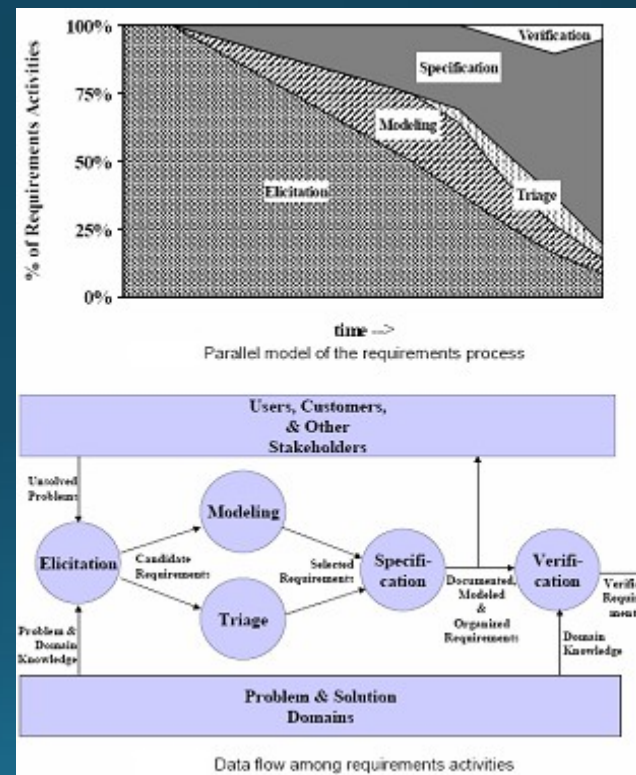 100%
75%
50%
25%
0%
% of Requirements Activities
Verification
Specification
Modeling
Elicitation
Triage
time -->
Parallel model of the requirements process
Users, Customers,
& Other
Stakeholders
Unsolved
Problems
Elicitation
Problem &
Domain
Knowledge
Modeling
Candidate
Requirements
Triage
Selected
Requirements
Specifi-
cation
Documented,
Modeled
&
Organized
Requirements
Verifi-
cation
Domain
Knowledge
Problem & Solution
Domains
Data flow among requirements activities